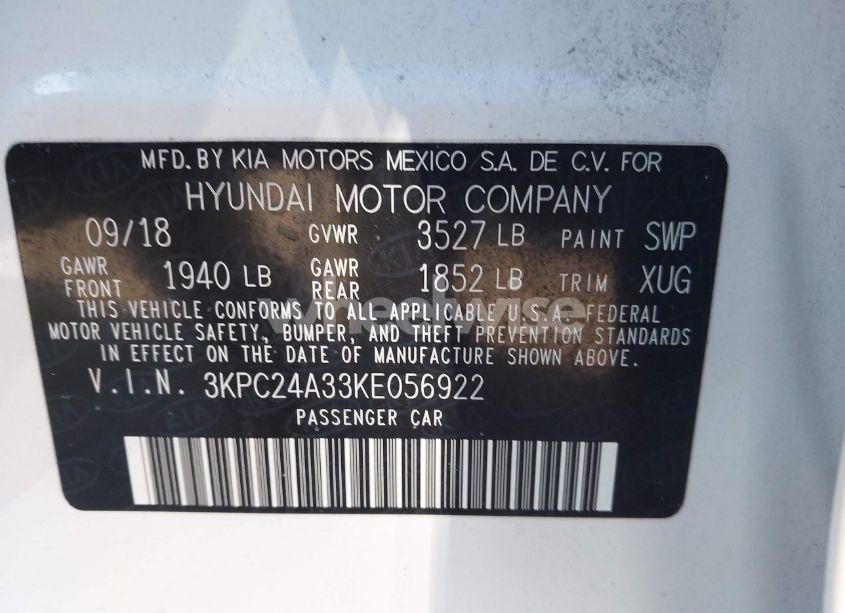 MFD. BY KIA MOTORS MEXICO S.A. DE C.V. FOR
HYUNDAI MOTOR COMPANY
09/18 GVWR 3527 LB PAINT SWP
GAWR FRONT 1940 LB GAWR REAR 1852 LB TRIM XUG
THIS VEHICLE CONFORMS TO ALL APPLICABLE U.S.A. FEDERAL
MOTOR VEHICLE SAFETY, BUMPER, AND THEFT PREVENTION STANDARDS
IN EFFECT ON THE DATE OF MANUFACTURE SHOWN ABOVE.
V.I.N. 3KPC24A33KE056922
PASSENGER CAR